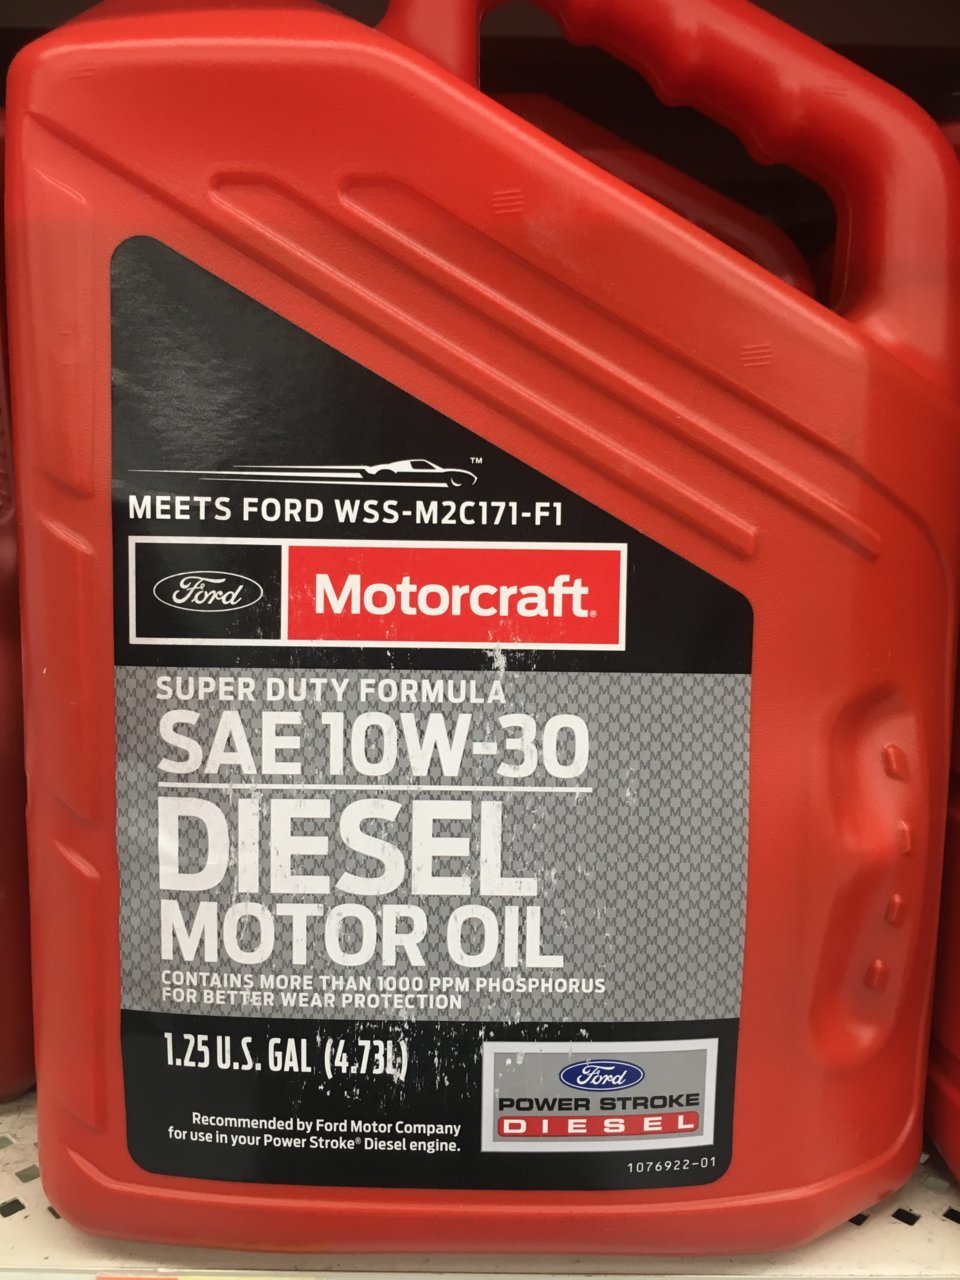 ™
MEETS FORD WSS-M2C171-F1
Ford Motorcraft®
SUPER DUTY FORMULA
SAE 10W-30
DIESEL
MOTOR OIL
CONTAINS MORE THAN 1000 PPM PHOSPHORUS
FOR BETTER WEAR PROTECTION
1.25 U.S. GAL (4.73L)
Recommended by Ford Motor Company
for use in your Power Stroke® Diesel engine.
Ford
POWER STROKE
DIESEL
1076922-01